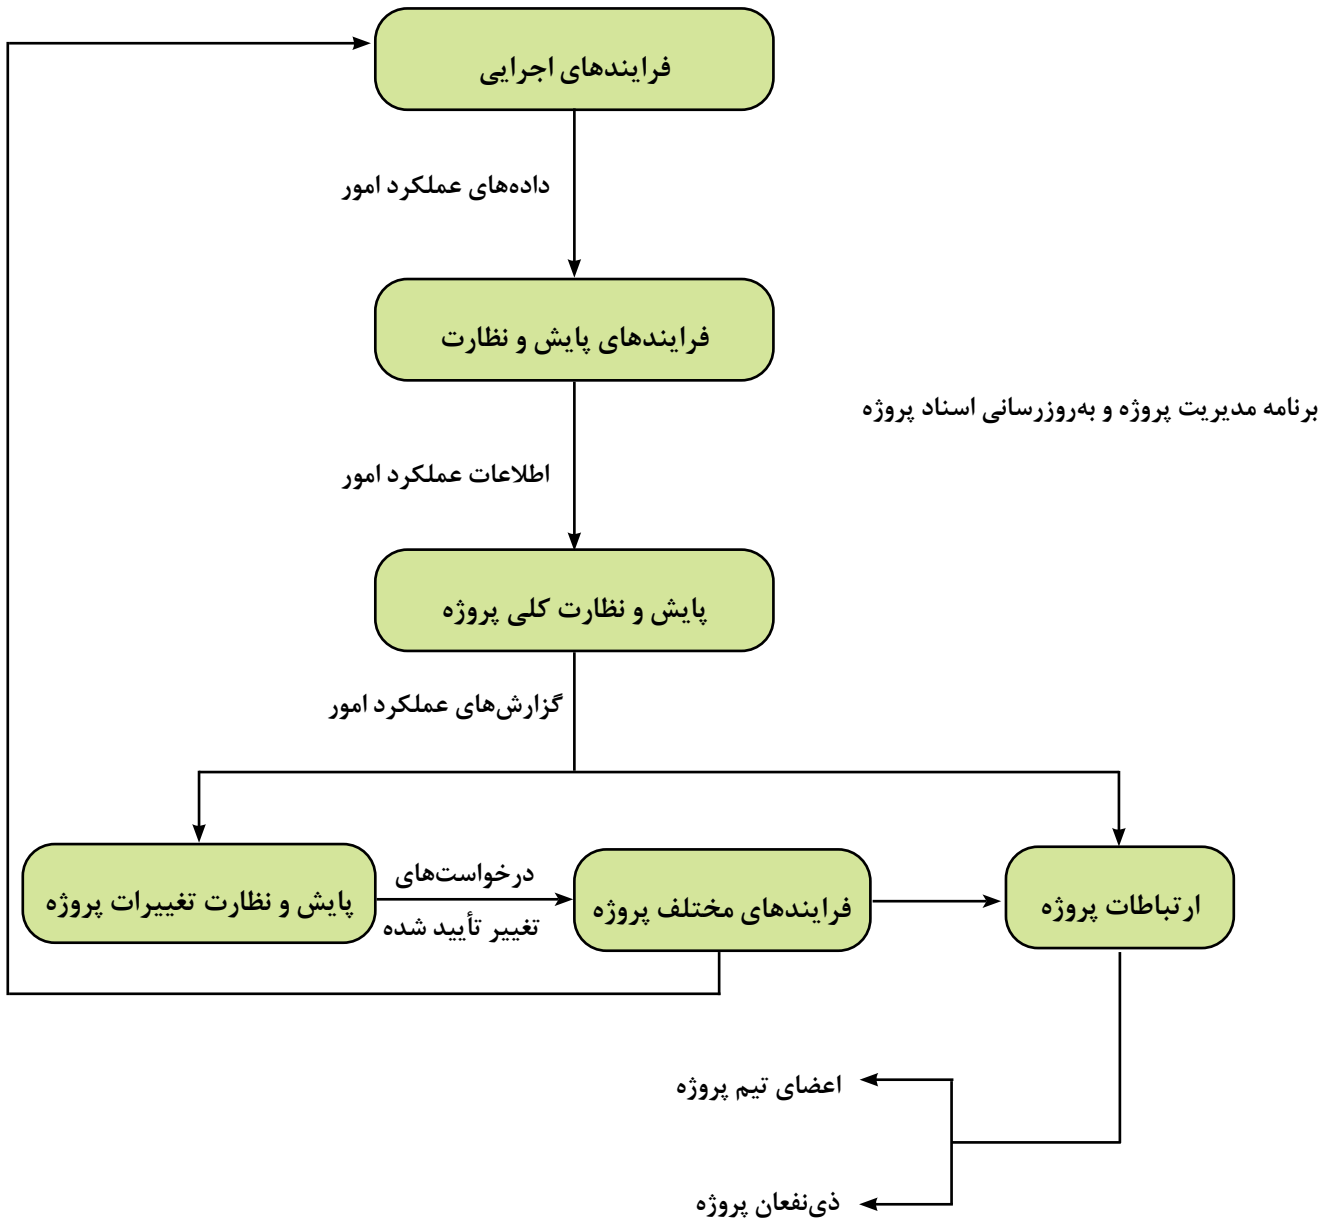 فرایندهای اجرایی
داده‌های عملکرد امور
فرایندهای پایش و نظارت
برنامه مدیریت پروژه و به‌روزرسانی اسناد پروژه
اطلاعات عملکرد امور
پایش و نظارت کلی پروژه
گزارش‌های عملکرد امور
درخواست‌های
تغییر تأیید شده
پایش و نظارت تغییرات پروژه
فرایندهای مختلف پروژه
ارتباطات پروژه
اعضای تیم پروژه
ذی‌نفعان پروژه